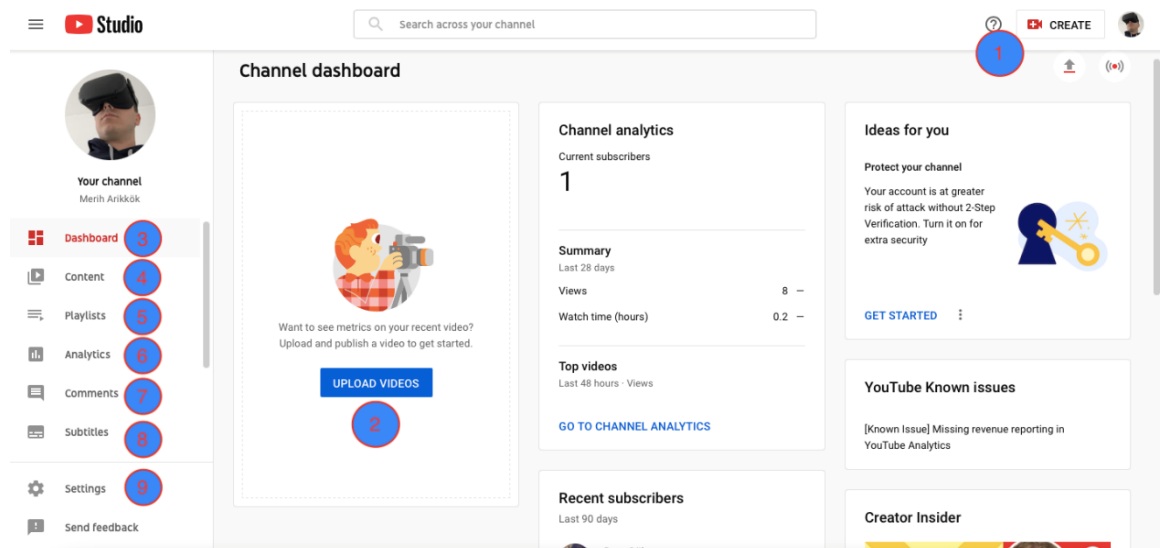 Studio
Search across your channel
CREATE
1
Channel dashboard
Your channel
Merih Arikkök
Dashboard
3
Content
4
Playlists
5
Analytics
6
Comments
7
Subtitles
8
Settings
9
Send feedback
Want to see metrics on your recent video?
Upload and publish a video to get started.
UPLOAD VIDEOS
2
Channel analytics
Current subscribers
1
Summary
Last 28 days
Views 8 —
Watch time (hours) 0.2 —
Top videos
Last 48 hours · Views
GO TO CHANNEL ANALYTICS
Recent subscribers
Last 90 days
Ideas for you
Protect your channel
Your account is at greater
risk of attack without 2-Step
Verification. Turn it on for
extra security
GET STARTED
YouTube Known issues
[Known Issue] Missing revenue reporting in
YouTube Analytics
Creator Insider